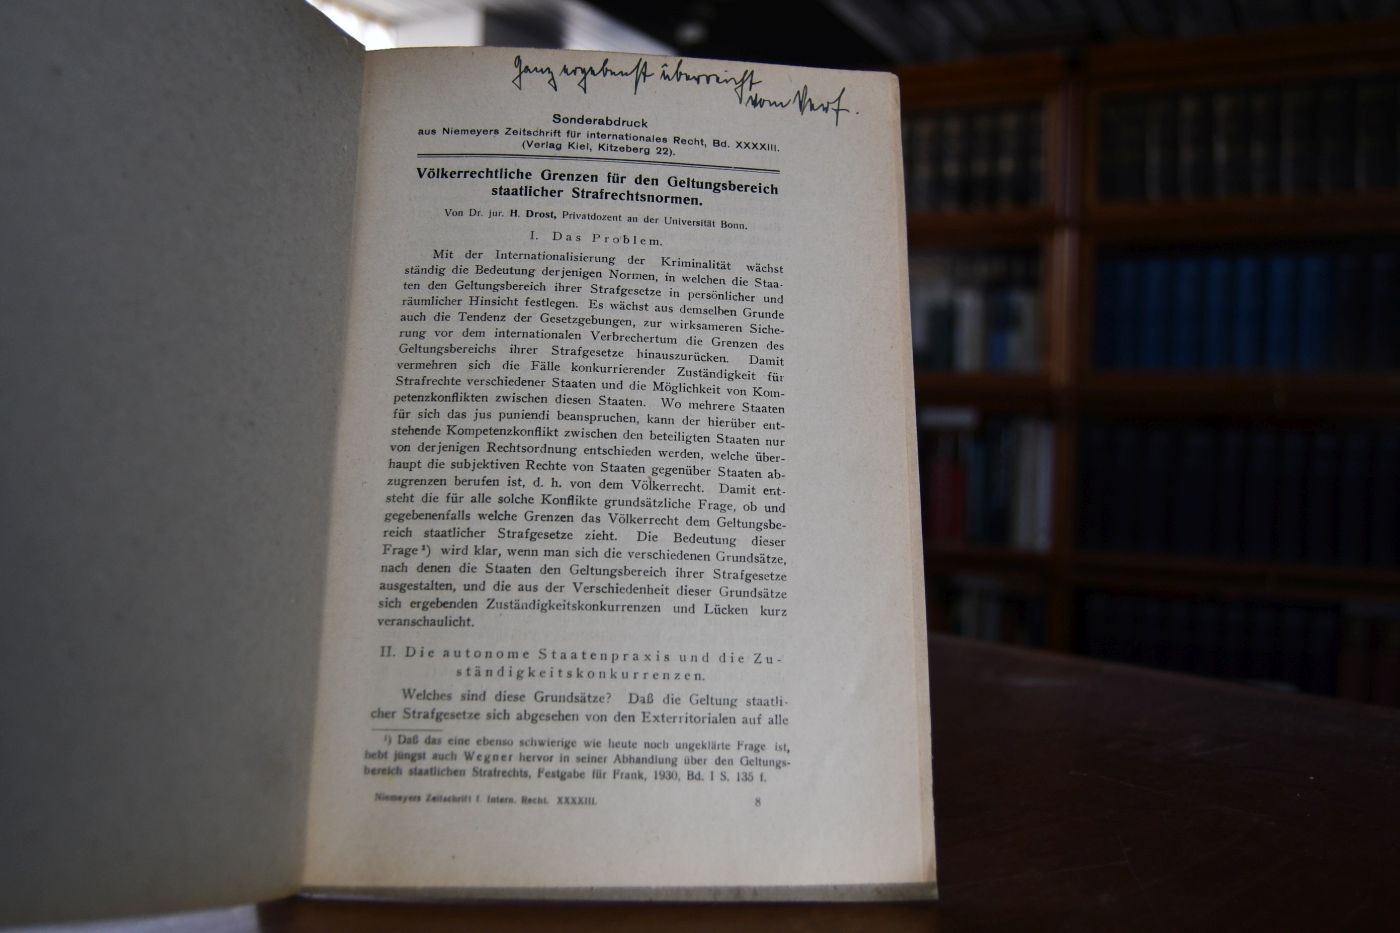 Ganz ergebenst überreicht
vom Verf.
Sonderabdruck
aus Niemeyers Zeitschrift für internationales Recht, Bd. XXXXIII.
(Verlag Kiel, Kitzeberg 22).
Völkerrechtliche Grenzen für den Geltungsbereich
staatlicher Strafrechtsnormen.
Von Dr. jur. H. Drost, Privatdozent an der Universität Bonn.
I. Das Problem.
Mit der Internationalisierung der Kriminalität wächst
ständig die Bedeutung derjenigen Normen, in welchen die Staa-
ten den Geltungsbereich ihrer Strafgesetze in persönlicher und
räumlicher Hinsicht festlegen. Es wächst aus demselben Grunde
auch die Tendenz der Gesetzgebungen, zur wirksameren Siche-
rung vor dem internationalen Verbrechertum die Grenzen des
Geltungsbereichs ihrer Strafgesetze hinauszurücken. Damit
vermehren sich die Fälle konkurrierender Zuständigkeit für
Strafrechte verschiedener Staaten und die Möglichkeit von Kom-
petenzkonflikten zwischen diesen Staaten. Wo mehrere Staaten
für sich das jus puniendi beanspruchen, kann der hierüber ent-
stehende Kompetenzkonflikt zwischen den beteiligten Staaten nur
von derjenigen Rechtsordnung entschieden werden, welche über-
haupt die subjektiven Rechte von Staaten gegenüber Staaten ab-
zugrenzen berufen ist, d. h. von dem Völkerrecht. Damit ent-
steht die für alle solche Konflikte grundsätzliche Frage, ob und
gegebenenfalls welche Grenzen das Völkerrecht dem Geltungsbe-
reich staatlicher Strafgesetze zieht. Die Bedeutung dieser
Frage ¹) wird klar, wenn man sich die verschiedenen Grundsätze,
nach denen die Staaten den Geltungsbereich ihrer Strafgesetze
ausgestalten, und die aus der Verschiedenheit dieser Grundsätze
sich ergebenden Zuständigkeitskonkurrenzen und Lücken kurz
veranschaulicht.
II. Die autonome Staatenpraxis und die Zu-
ständigkeitskonkurrenzen.
Welches sind diese Grundsätze? Daß die Geltung staatli-
cher Strafgesetze sich abgesehen von den Exterritorialen auf alle
¹) Daß das eine ebenso schwierige wie heute noch ungeklärte Frage ist,
hebt jüngst auch Wegner hervor in seiner Abhandlung über den Geltungs-
bereich staatlichen Strafrechts, Festgabe für Frank, 1930, Bd. I S. 135 f.
Niemeyers Zeitschrift f. Intern. Recht. XXXXIII. 8